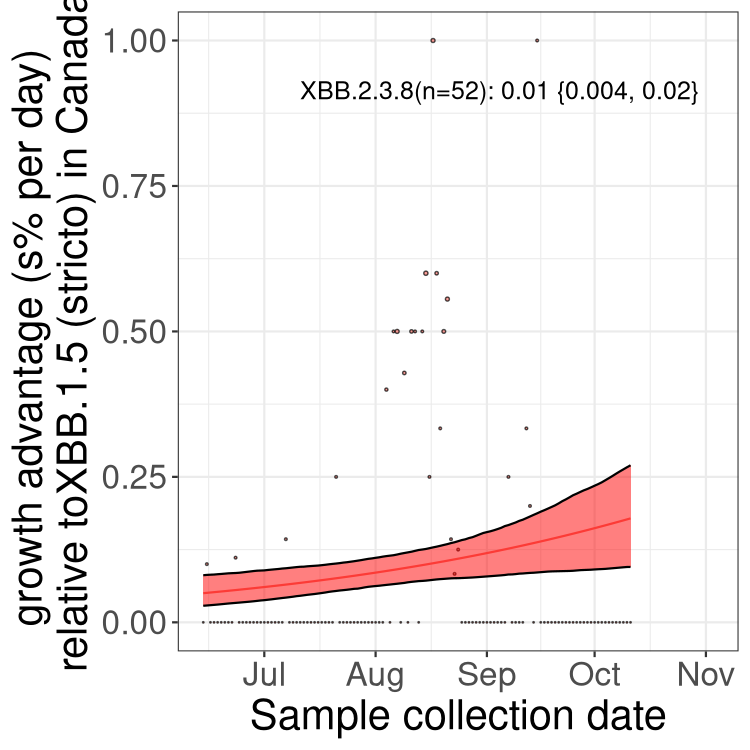 growth advantage (s% per day)
relative toXBB.1.5 (stricto) in Canada
1.00
0.75
0.50
0.25
0.00
XBB.2.3.8(n=52): 0.01 {0.004, 0.02}
Jul Aug Sep Oct Nov
Sample collection date